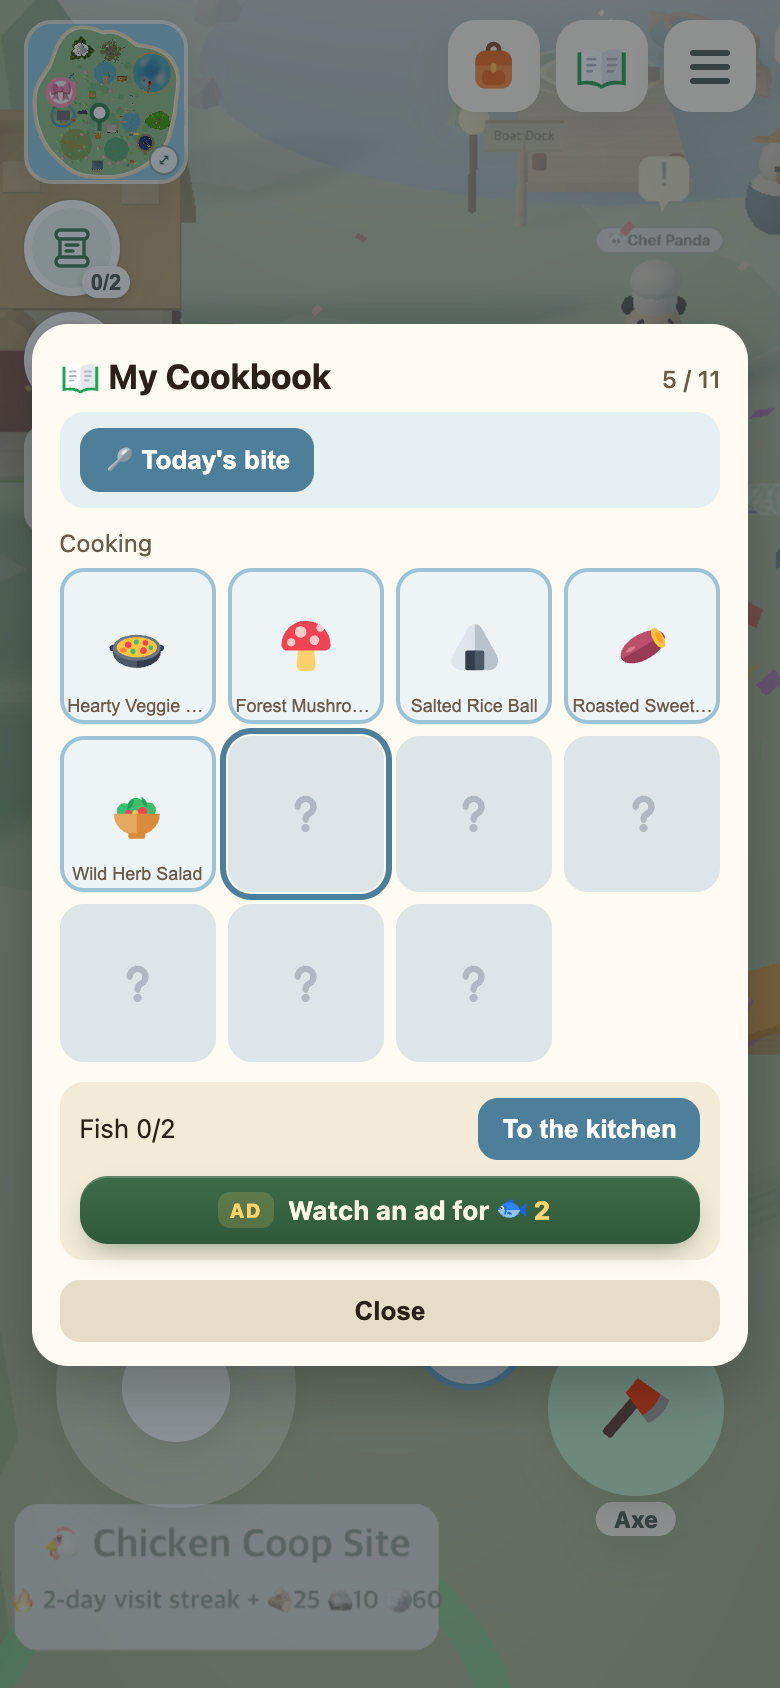 Boat Dock
!
Chef Panda
0/2
My Cookbook
5 / 11
Today's bite
Cooking
Hearty Veggie ...
Forest Mushro...
Salted Rice Ball
Roasted Sweet...
Wild Herb Salad
?
?
?
?
?
?
Fish 0/2
To the kitchen
AD Watch an ad for 2
Close
Axe
Chicken Coop Site
2-day visit streak + 25 10 60